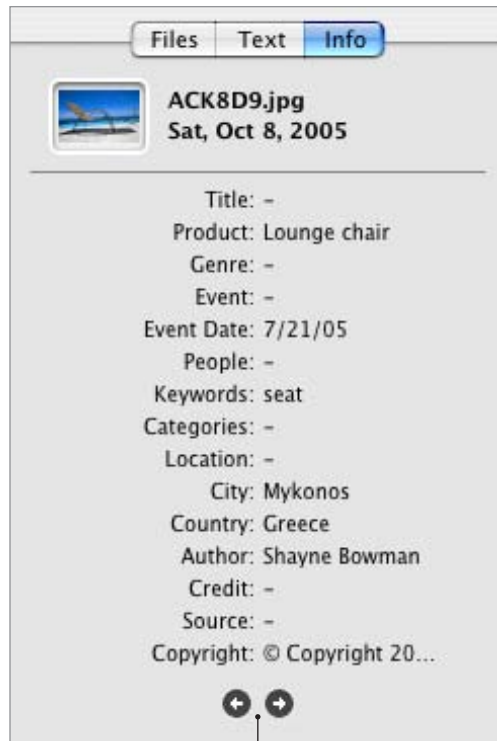 Files Text Info
ACK8D9.jpg
Sat, Oct 8, 2005
Title: –
Product: Lounge chair
Genre: –
Event: –
Event Date: 7/21/05
People: –
Keywords: seat
Categories: –
Location: –
City: Mykonos
Country: Greece
Author: Shayne Bowman
Credit: –
Source: –
Copyright: © Copyright 20...